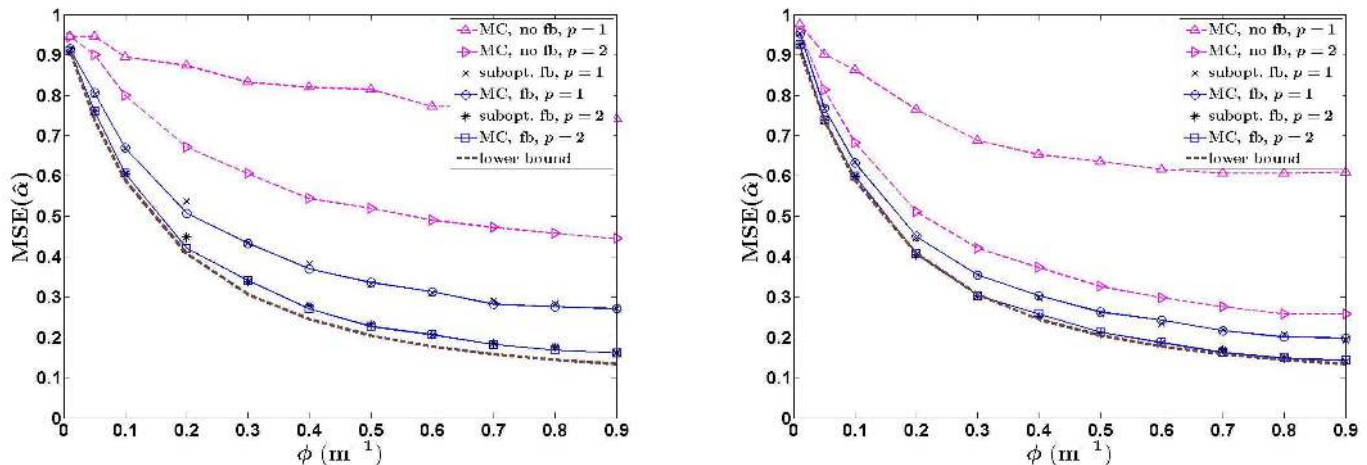 1
0.9
0.8
0.7
0.6
0.5
0.4
0.3
0.2
0.1
0
MSE(α̂)
MC, no fb, p = 1
MC, no fb, p = 2
subopt. fb, p = 1
MC, fb, p = 1
subopt. fb, p = 2
MC, fb, p = 2
lower bound
0 0.1 0.2 0.3 0.4 0.5 0.6 0.7 0.8 0.9
ϕ (m⁻¹)
1
0.9
0.8
0.7
0.6
0.5
0.4
0.3
0.2
0.1
0
MSE(α̂)
MC, no fb, p = 1
MC, no fb, p = 2
subopt. fb, p = 1
MC, fb, p = 1
subopt. fb, p = 2
MC, fb, p = 2
lower bound
0 0.1 0.2 0.3 0.4 0.5 0.6 0.7 0.8 0.9
ϕ (m⁻¹)